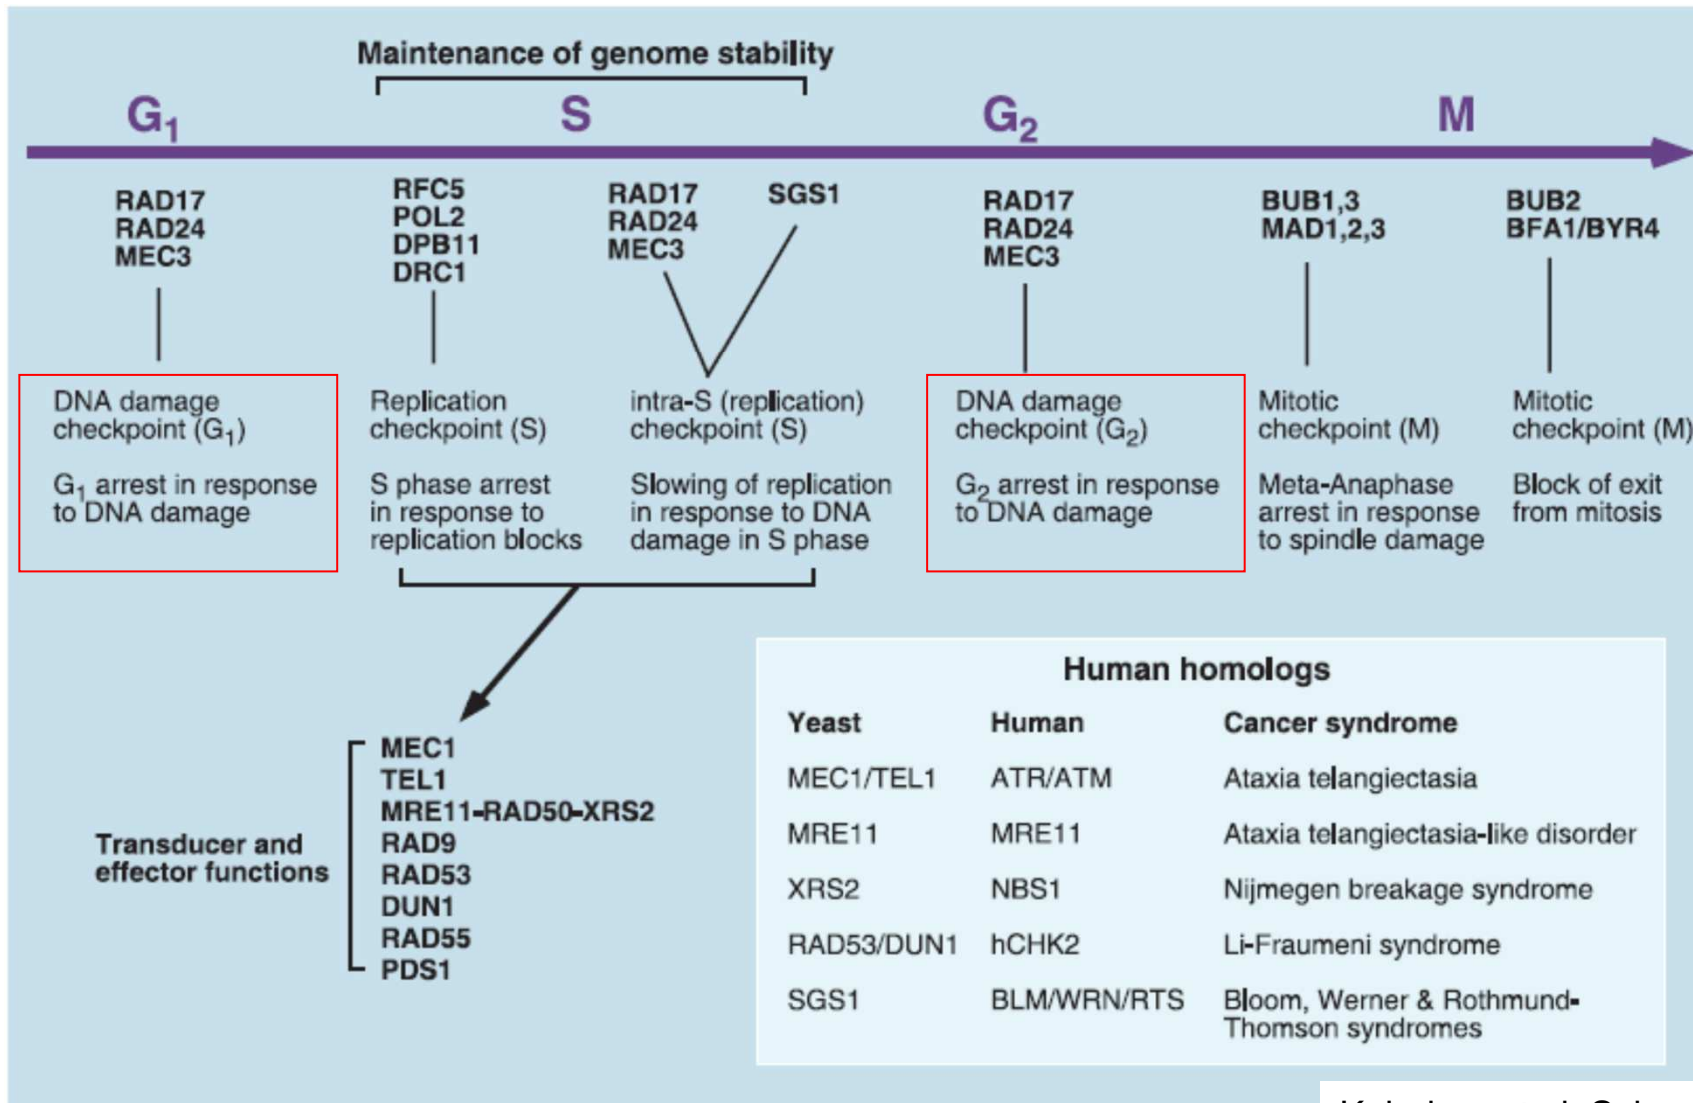 Maintenance of genome stability
G1 S G2 M
RAD17
RAD24
MEC3
RFC5
POL2
DPB11
DRC1
RAD17
RAD24
MEC3
SGS1
RAD17
RAD24
MEC3
BUB1,3
MAD1,2,3
BUB2
BFA1/BYR4
DNA damage
checkpoint (G1)
G1 arrest in response
to DNA damage
Replication
checkpoint (S)
S phase arrest
in response to
replication blocks
intra-S (replication)
checkpoint (S)
Slowing of replication
in response to DNA
damage in S phase
DNA damage
checkpoint (G2)
G2 arrest in response
to DNA damage
Mitotic
checkpoint (M)
Meta-Anaphase
arrest in response
to spindle damage
Mitotic
checkpoint (M)
Block of exit
from mitosis
Transducer and
effector functions
MEC1
TEL1
MRE11-RAD50-XRS2
RAD9
RAD53
DUN1
RAD55
PDS1
Human homologs
Yeast Human Cancer syndrome
MEC1/TEL1 ATR/ATM Ataxia telangiectasia
MRE11 MRE11 Ataxia telangiectasia-like disorder
XRS2 NBS1 Nijmegen breakage syndrome
RAD53/DUN1 hCHK2 Li-Fraumeni syndrome
SGS1 BLM/WRN/RTS Bloom, Werner & Rothmund-
Thomson syndromes